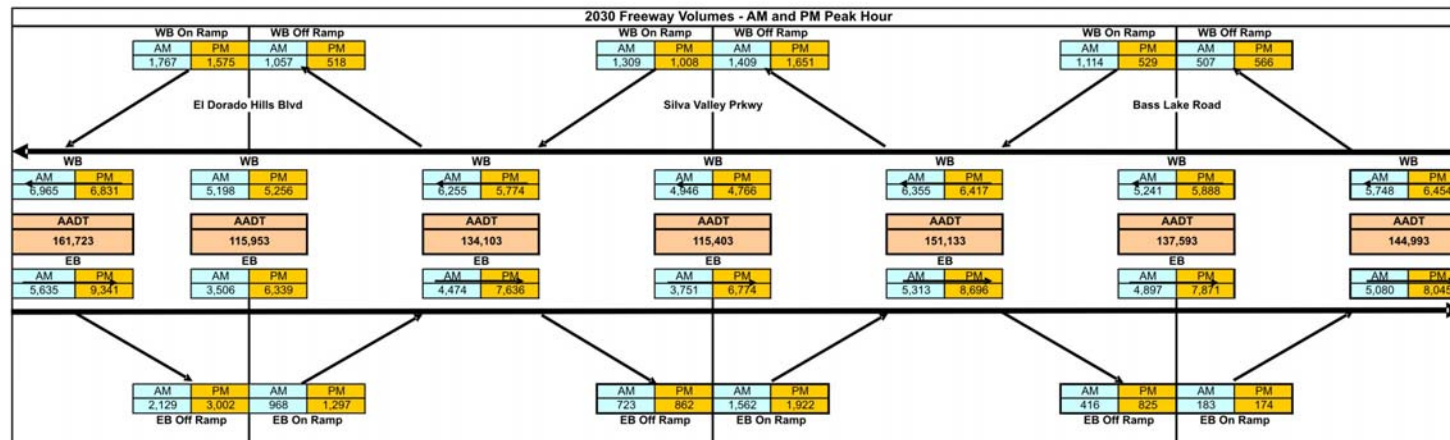 2030 Freeway Volumes - AM and PM Peak Hour
WB On Ramp WB Off Ramp WB On Ramp WB Off Ramp WB On Ramp WB Off Ramp
AM PM AM PM AM PM AM PM AM PM AM PM
1,767 1,575 1,057 518 1,309 1,008 1,409 1,651 1,114 529 507 566
El Dorado Hills Blvd Silva Valley Prkwy Bass Lake Road
WB WB WB WB WB WB WB
AM PM AM PM AM PM AM PM AM PM AM PM AM PM
6,965 6,831 5,198 5,256 6,255 5,774 4,946 4,766 6,355 6,417 5,241 5,888 5,748 6,454
AADT AADT AADT AADT AADT AADT AADT
161,723 115,953 134,103 115,403 151,133 137,593 144,993
EB EB EB EB EB EB EB
AM PM AM PM AM PM AM PM AM PM AM PM AM PM
5,635 9,341 3,506 6,339 4,474 7,636 3,751 6,774 5,313 8,696 4,897 7,871 5,080 8,045
AM PM AM PM AM PM AM PM AM PM AM PM
2,129 3,002 968 1,297 723 862 1,562 1,922 416 825 183 174
EB Off Ramp EB On Ramp EB Off Ramp EB On Ramp EB Off Ramp EB On Ramp